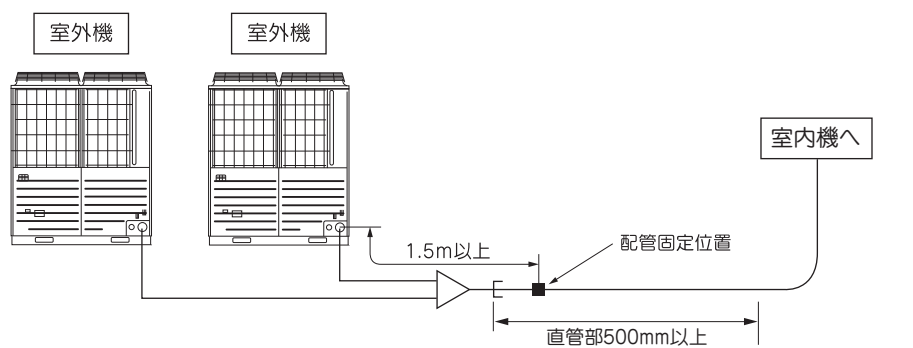 室外機
室外機
室内機へ
配管固定位置
1.5m以上
直管部500mm以上